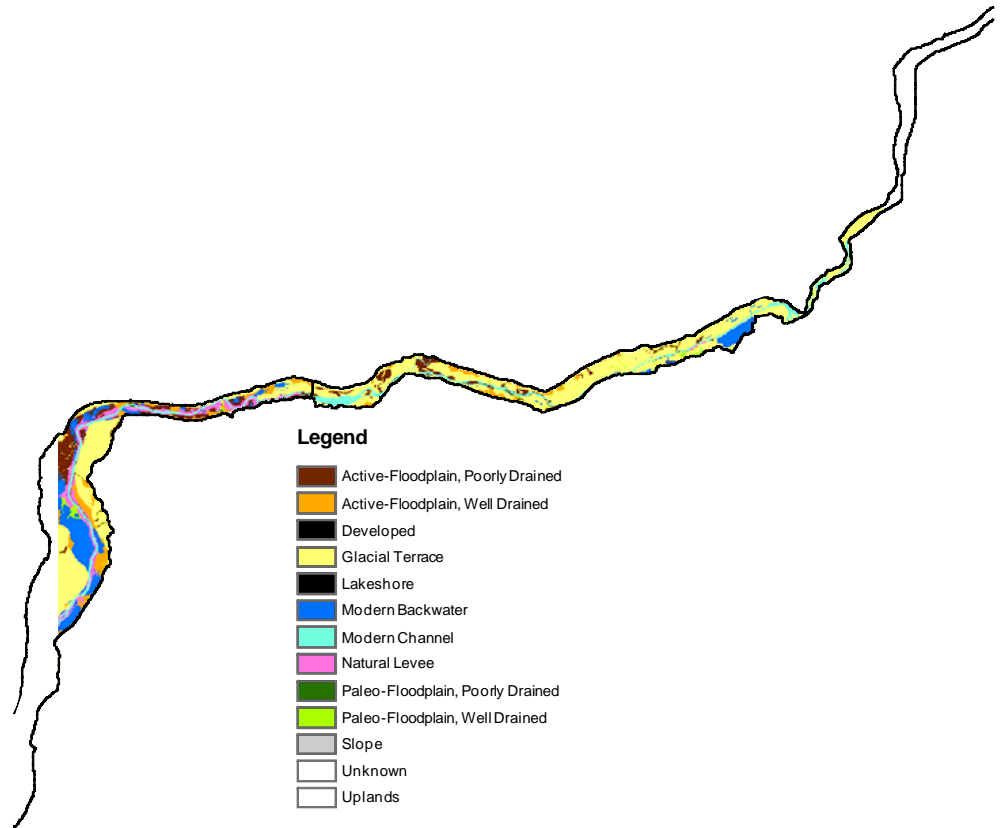 Legend
Active-Floodplain, Poorly Drained
Active-Floodplain, Well Drained
Developed
Glacial Terrace
Lakeshore
Modern Backwater
Modern Channel
Natural Levee
Paleo-Floodplain, Poorly Drained
Paleo-Floodplain, Well Drained
Slope
Unknown
Uplands